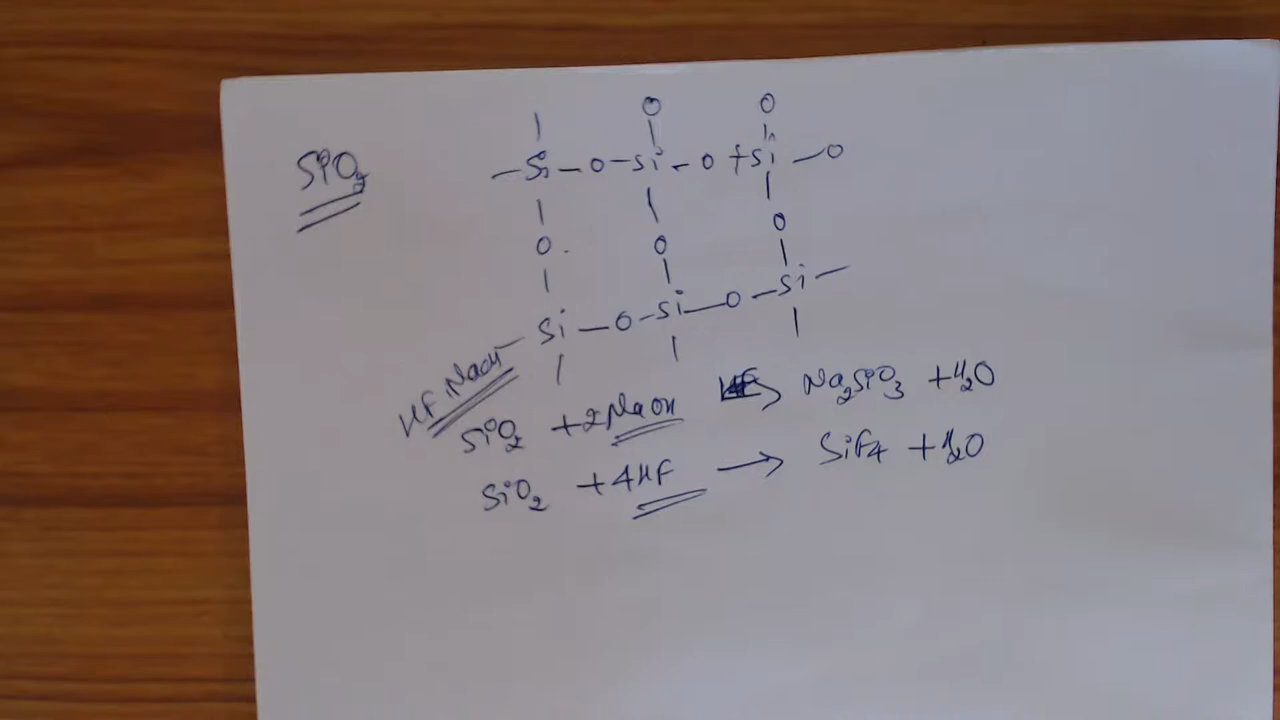 SiO2
O O
Si - O - Si - O + Si - O
O O O
Si - O - Si - O - Si
HF, NaOH
SiO2 + 2NaOH → Na2SiO3 + H2O
SiO2 + 4HF → SiF4 + H2O